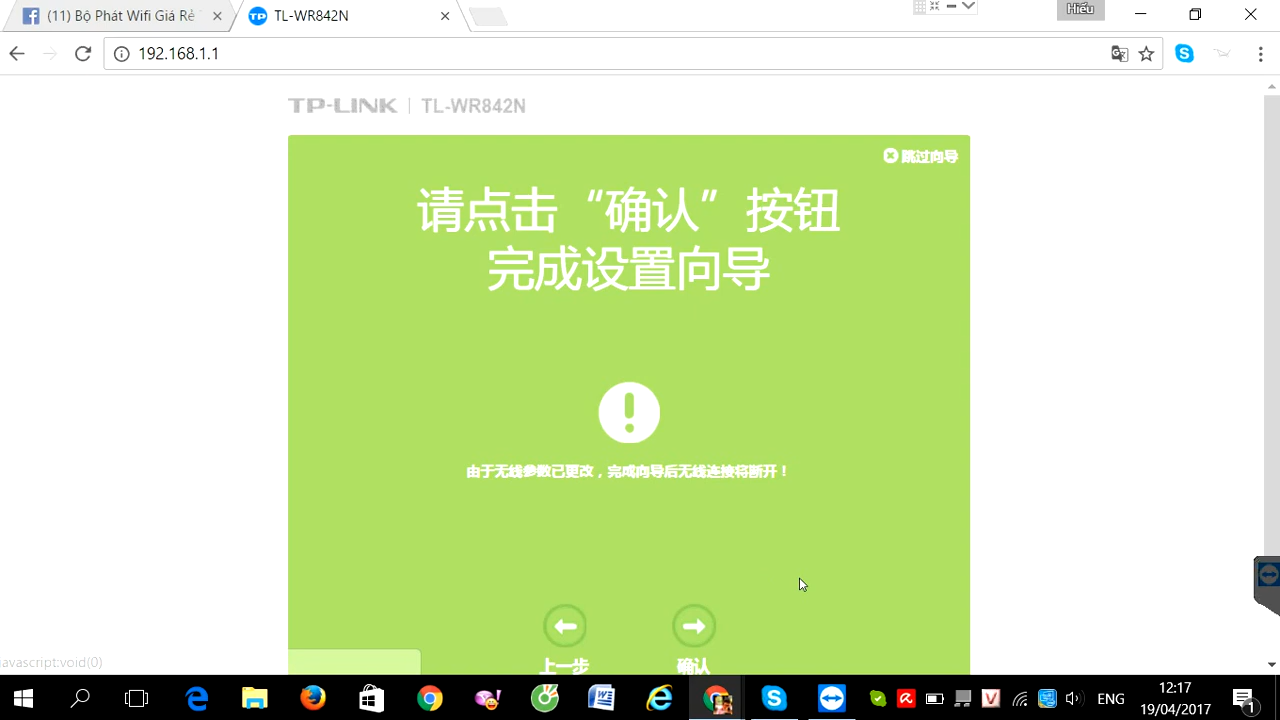 (11) Bộ Phát Wifi Giá Rẻ
TL-WR842N
Hiếu
192.168.1.1
TP-LINK | TL-WR842N
跳过向导
请点击“确认”按钮
完成设置向导
由于无线参数已更改，完成向导后无线连接将断开！
上一步
确认
javascript:void(0)
ENG
12:17
19/04/2017
1